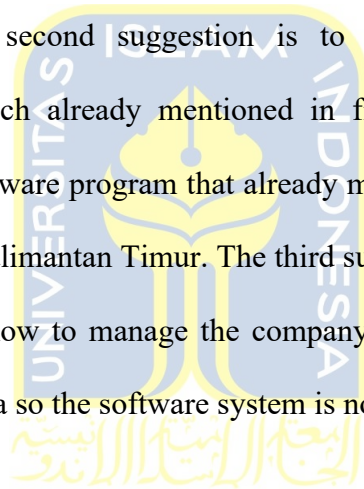 second suggestion is to
ch already mentioned in f
ware program that already m
limantan Timur. The third su
ow to manage the company
a so the software system is no
UNIVERSITAS ISLAM INDONESIA